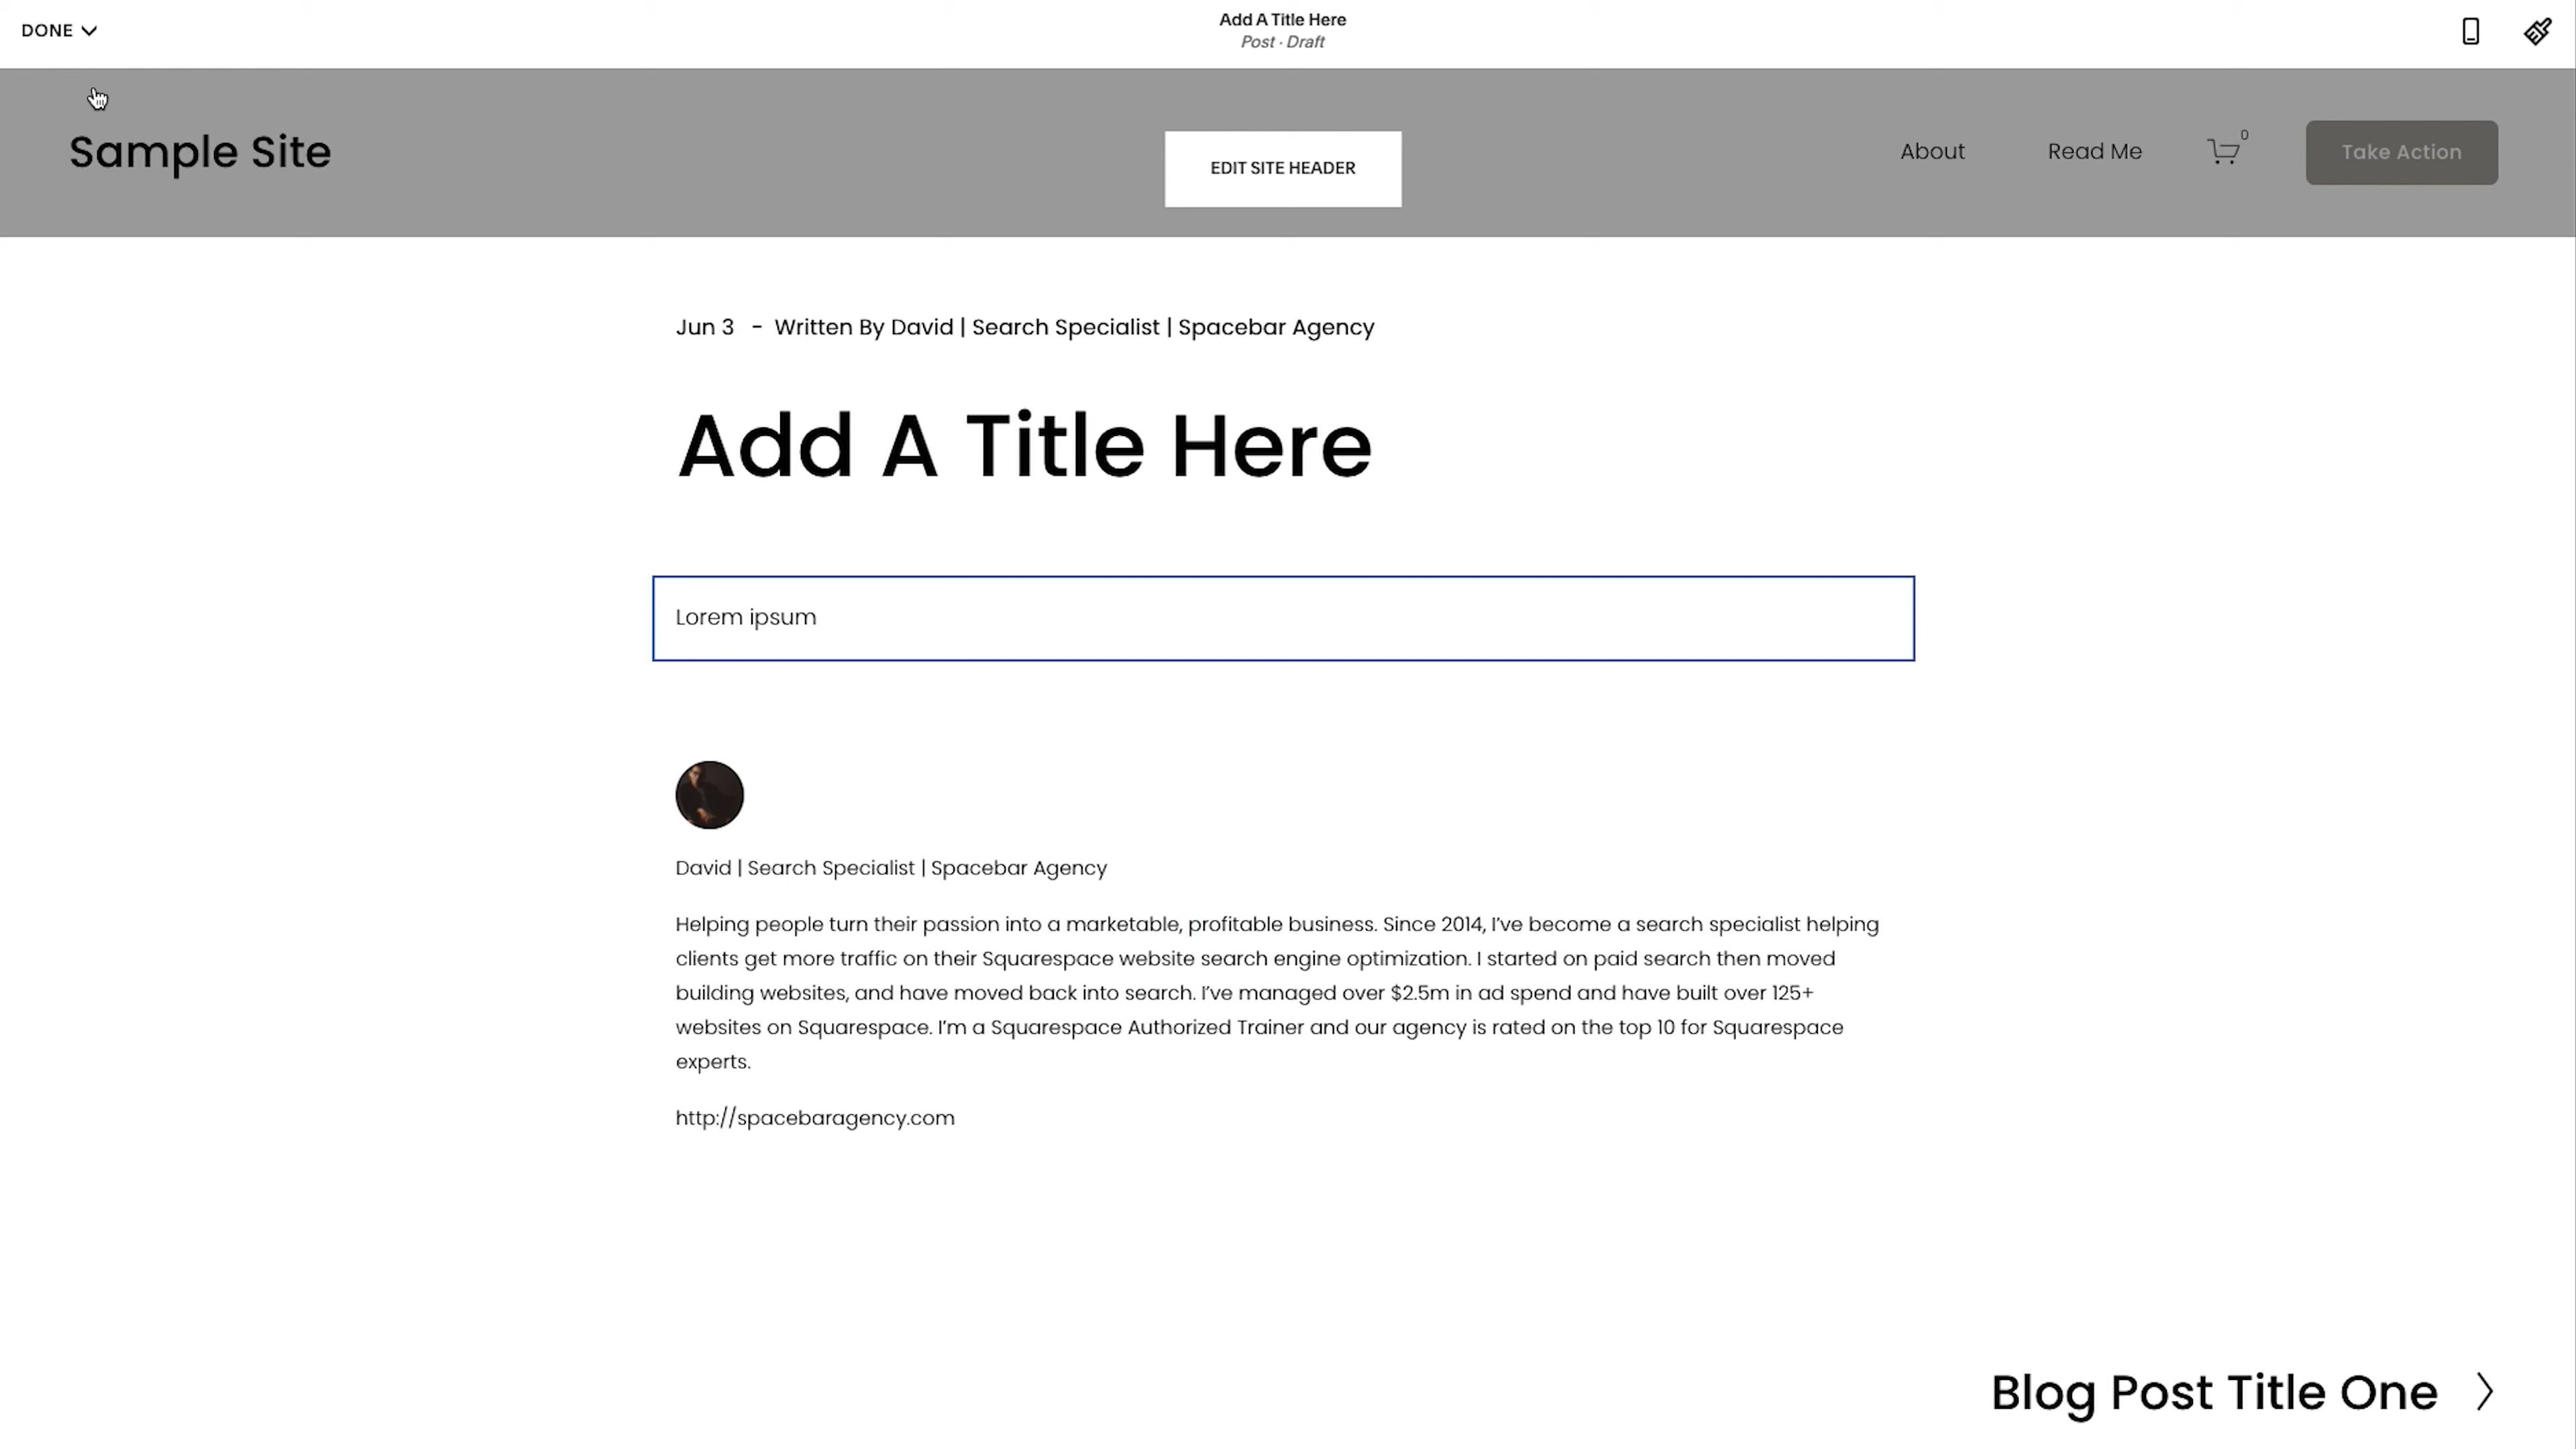 DONE
Add A Title Here
Post · Draft
Sample Site
EDIT SITE HEADER
About
Read Me
0
Take Action
Jun 3 - Written By David | Search Specialist | Spacebar Agency
Add A Title Here
Lorem ipsum
David | Search Specialist | Spacebar Agency
Helping people turn their passion into a marketable, profitable business. Since 2014, I've become a search specialist helping
clients get more traffic on their Squarespace website search engine optimization. I started on paid search then moved
building websites, and have moved back into search. I've managed over $2.5m in ad spend and have built over 125+
websites on Squarespace. I'm a Squarespace Authorized Trainer and our agency is rated on the top 10 for Squarespace
experts.
http://spacebaragency.com
Blog Post Title One